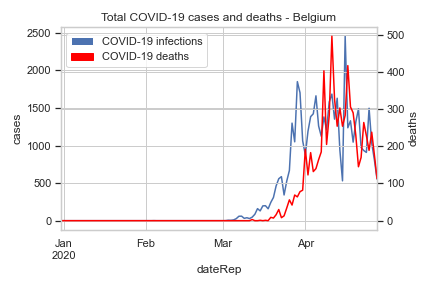 Total COVID-19 cases and deaths - Belgium
COVID-19 infections
COVID-19 deaths
2500
2000
1500
1000
500
0
cases
500
400
300
200
100
0
deaths
Jan Feb Mar Apr
2020
dateRep